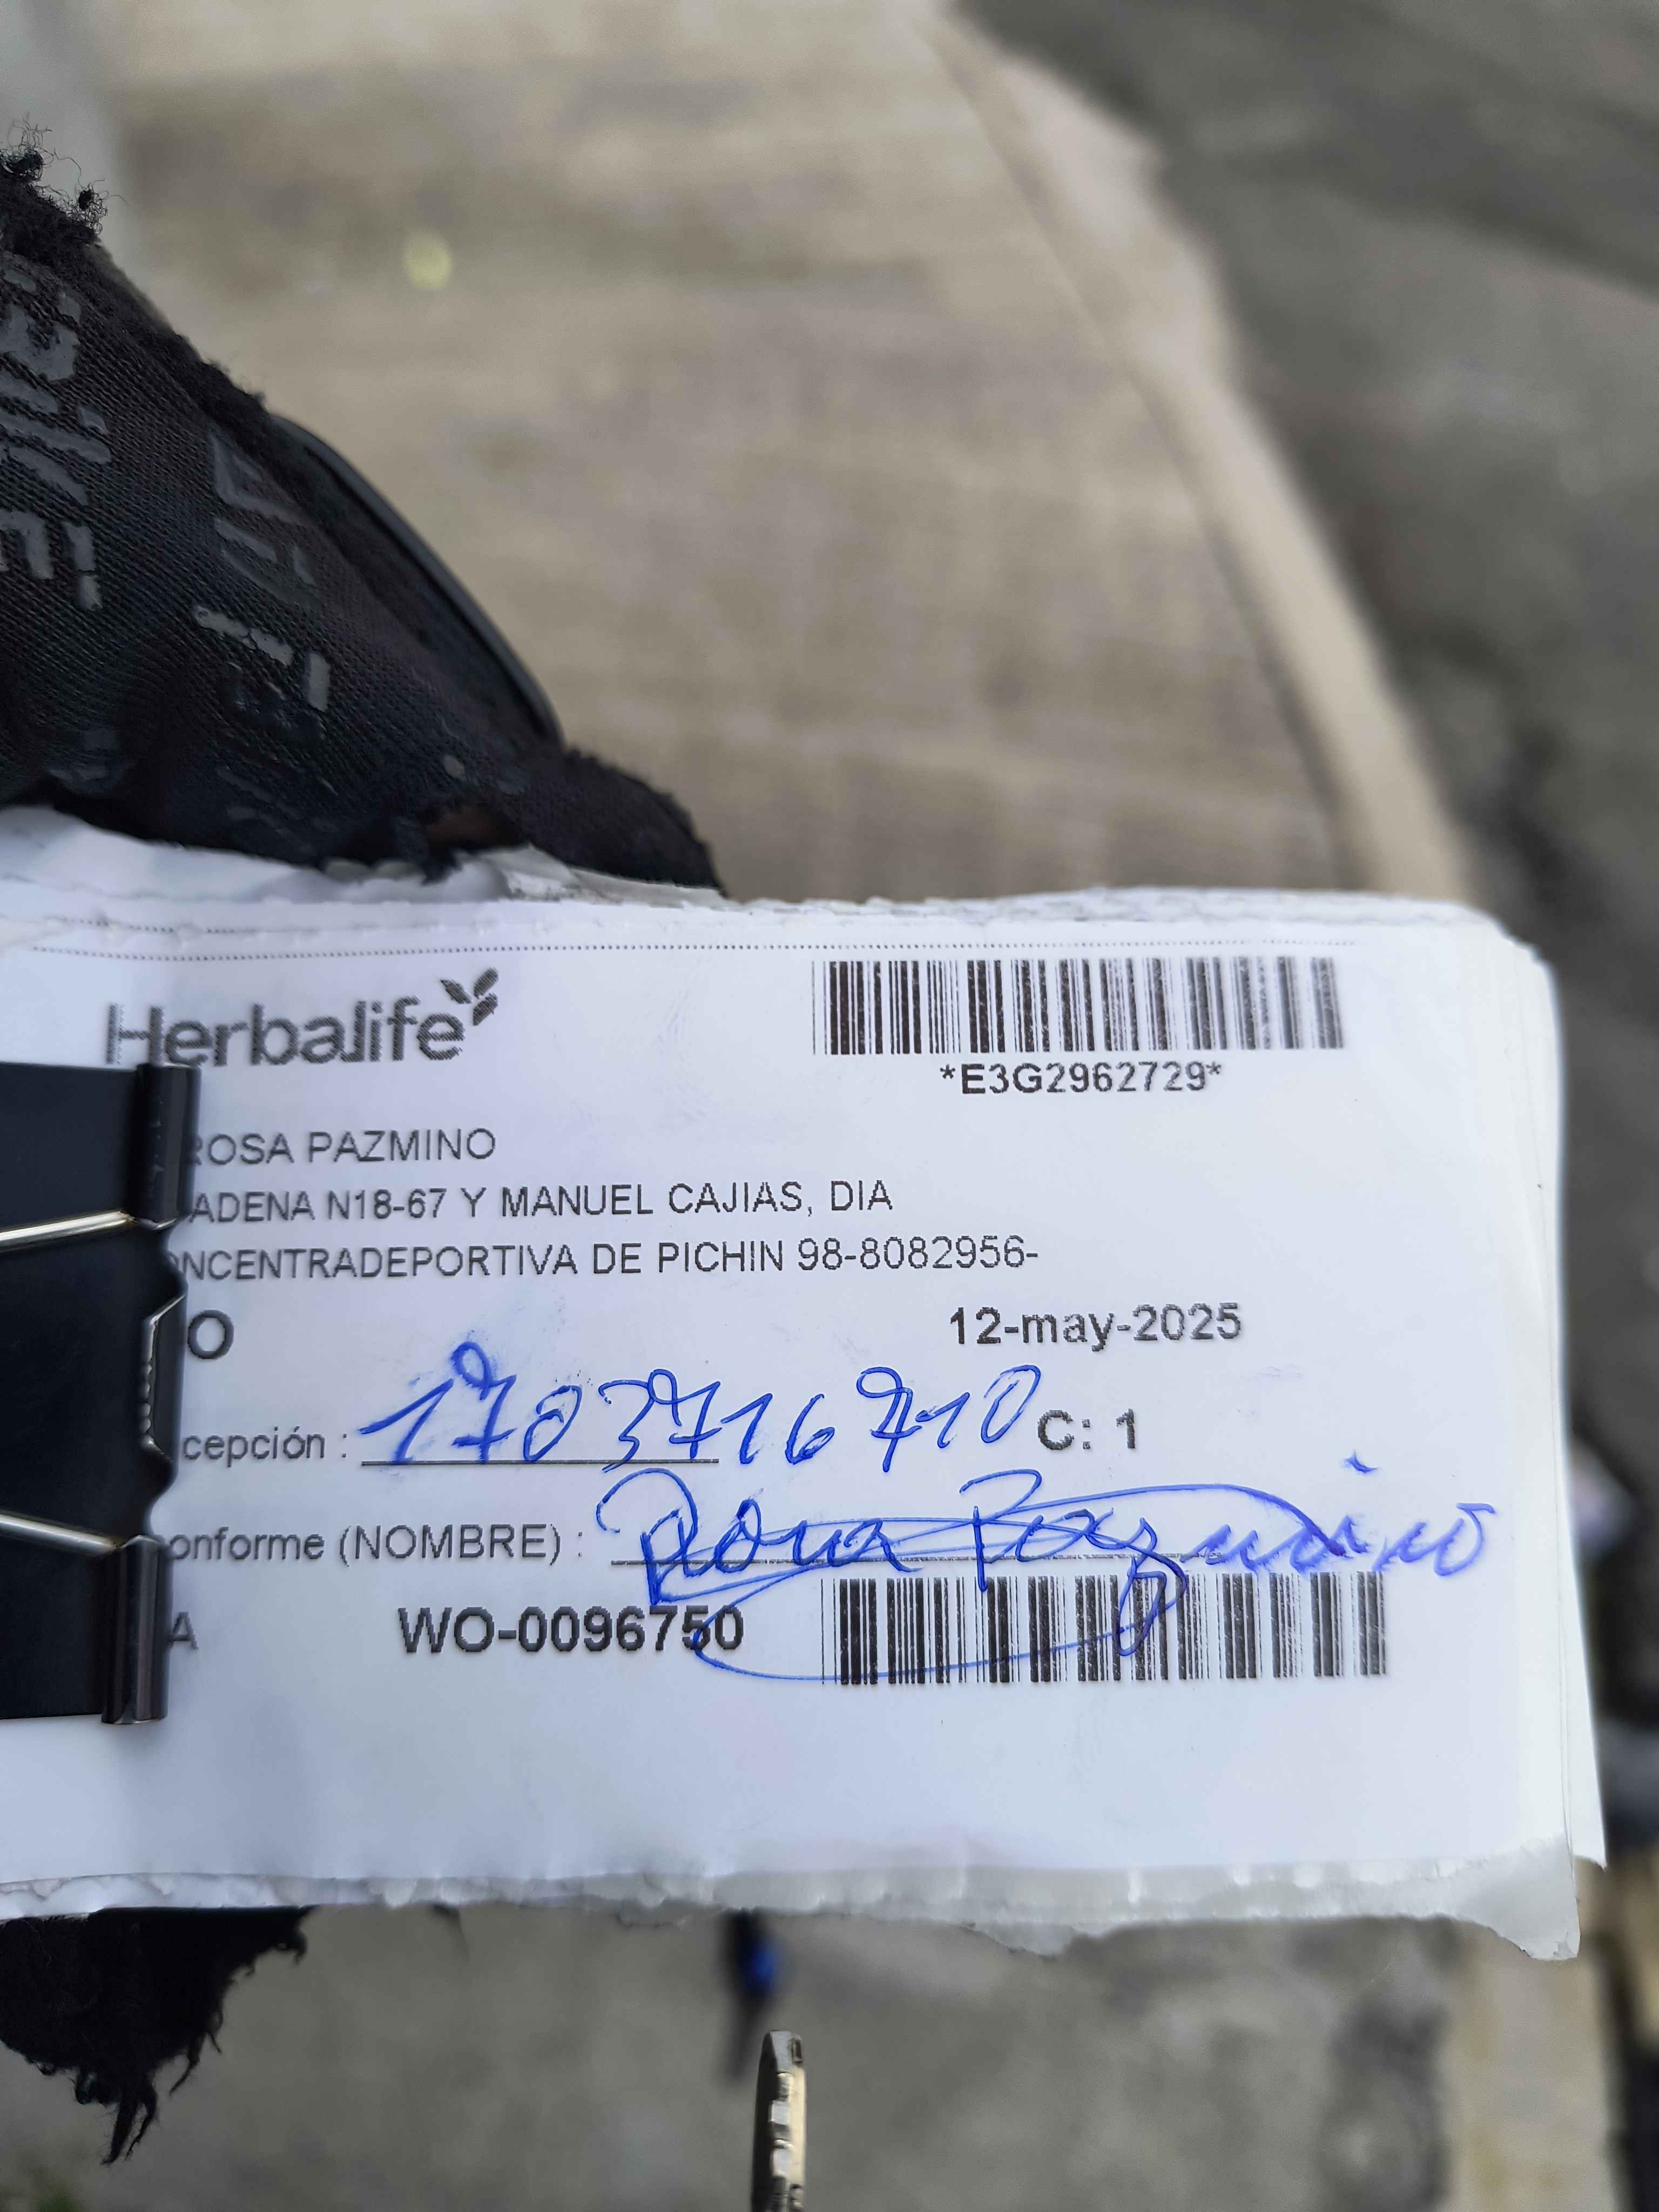 Herbalife
*E3G2962729*
ROSA PAZMINO
ADENA N18-67 Y MANUEL CAJIAS, DIA
ONCENTRADEPORTIVA DE PICHIN 98-8082956-
O 12-may-2025
cepción : 1703716710 C: 1
onforme (NOMBRE) : Rosa Pazmiño
A WO-0096750